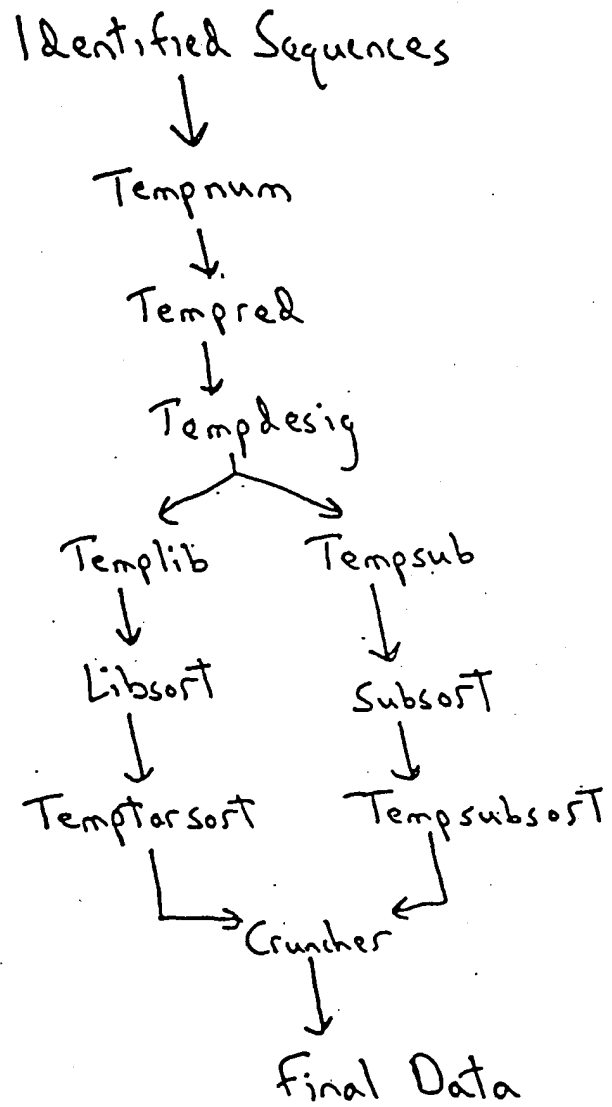 Identified Sequences
Tempnum
Tempred
Tempdesig
Templib Tempsub
Libsort Subsort
Temptarsort Tempsubsort
Cruncher
Final Data